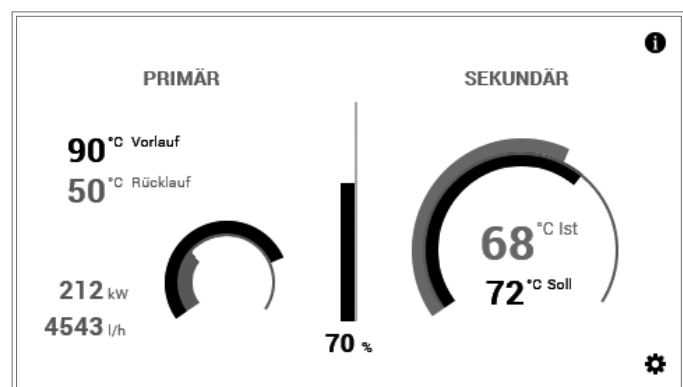 PRIMÄR
90 °C Vorlauf
50 °C Rücklauf
212 kW
4543 l/h
70 %
SEKUNDÄR
68 °C Ist
72 °C Soll